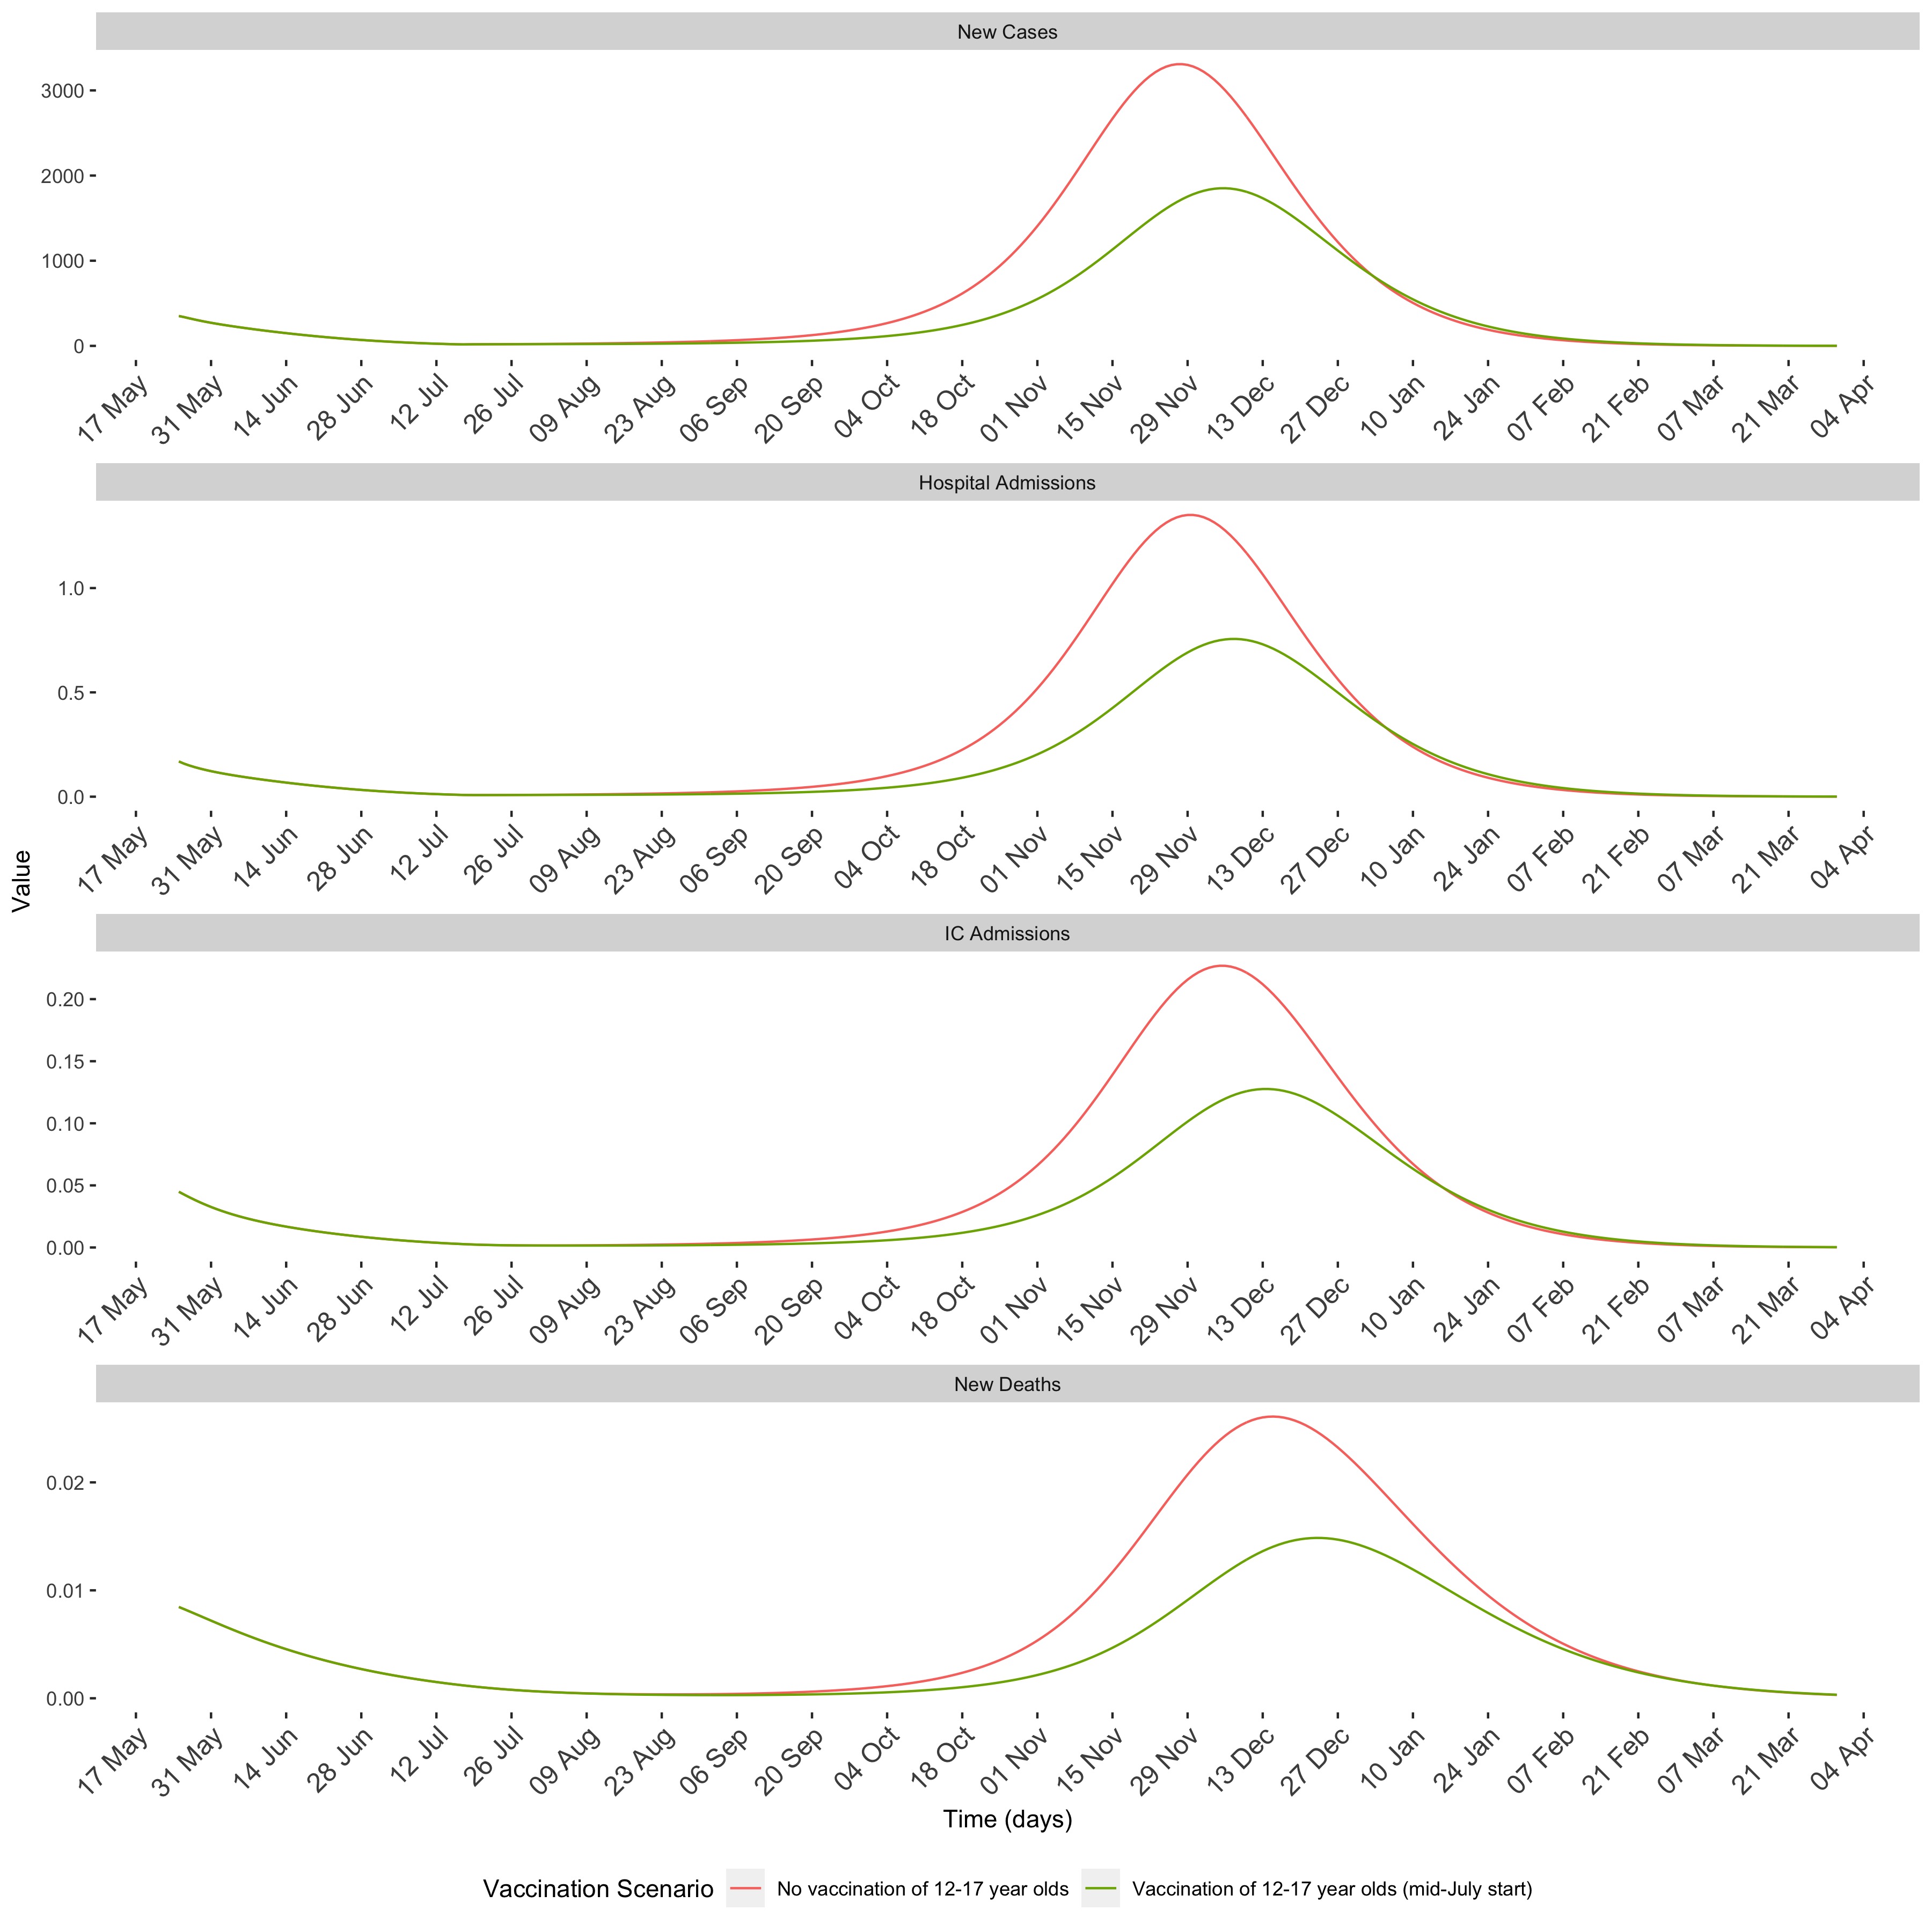 New Cases
3000
2000
1000
0
17 May 31 May 14 Jun 28 Jun 12 Jul 26 Jul 09 Aug 23 Aug 06 Sep 20 Sep 04 Oct 18 Oct 01 Nov 15 Nov 29 Nov 13 Dec 27 Dec 10 Jan 24 Jan 07 Feb 21 Feb 07 Mar 21 Mar 04 Apr
Hospital Admissions
1.0
0.5
0.0
17 May 31 May 14 Jun 28 Jun 12 Jul 26 Jul 09 Aug 23 Aug 06 Sep 20 Sep 04 Oct 18 Oct 01 Nov 15 Nov 29 Nov 13 Dec 27 Dec 10 Jan 24 Jan 07 Feb 21 Feb 07 Mar 21 Mar 04 Apr
Value
IC Admissions
0.20
0.15
0.10
0.05
0.00
17 May 31 May 14 Jun 28 Jun 12 Jul 26 Jul 09 Aug 23 Aug 06 Sep 20 Sep 04 Oct 18 Oct 01 Nov 15 Nov 29 Nov 13 Dec 27 Dec 10 Jan 24 Jan 07 Feb 21 Feb 07 Mar 21 Mar 04 Apr
New Deaths
0.02
0.01
0.00
17 May 31 May 14 Jun 28 Jun 12 Jul 26 Jul 09 Aug 23 Aug 06 Sep 20 Sep 04 Oct 18 Oct 01 Nov 15 Nov 29 Nov 13 Dec 27 Dec 10 Jan 24 Jan 07 Feb 21 Feb 07 Mar 21 Mar 04 Apr
Time (days)
Vaccination Scenario No vaccination of 12-17 year olds Vaccination of 12-17 year olds (mid-July start)